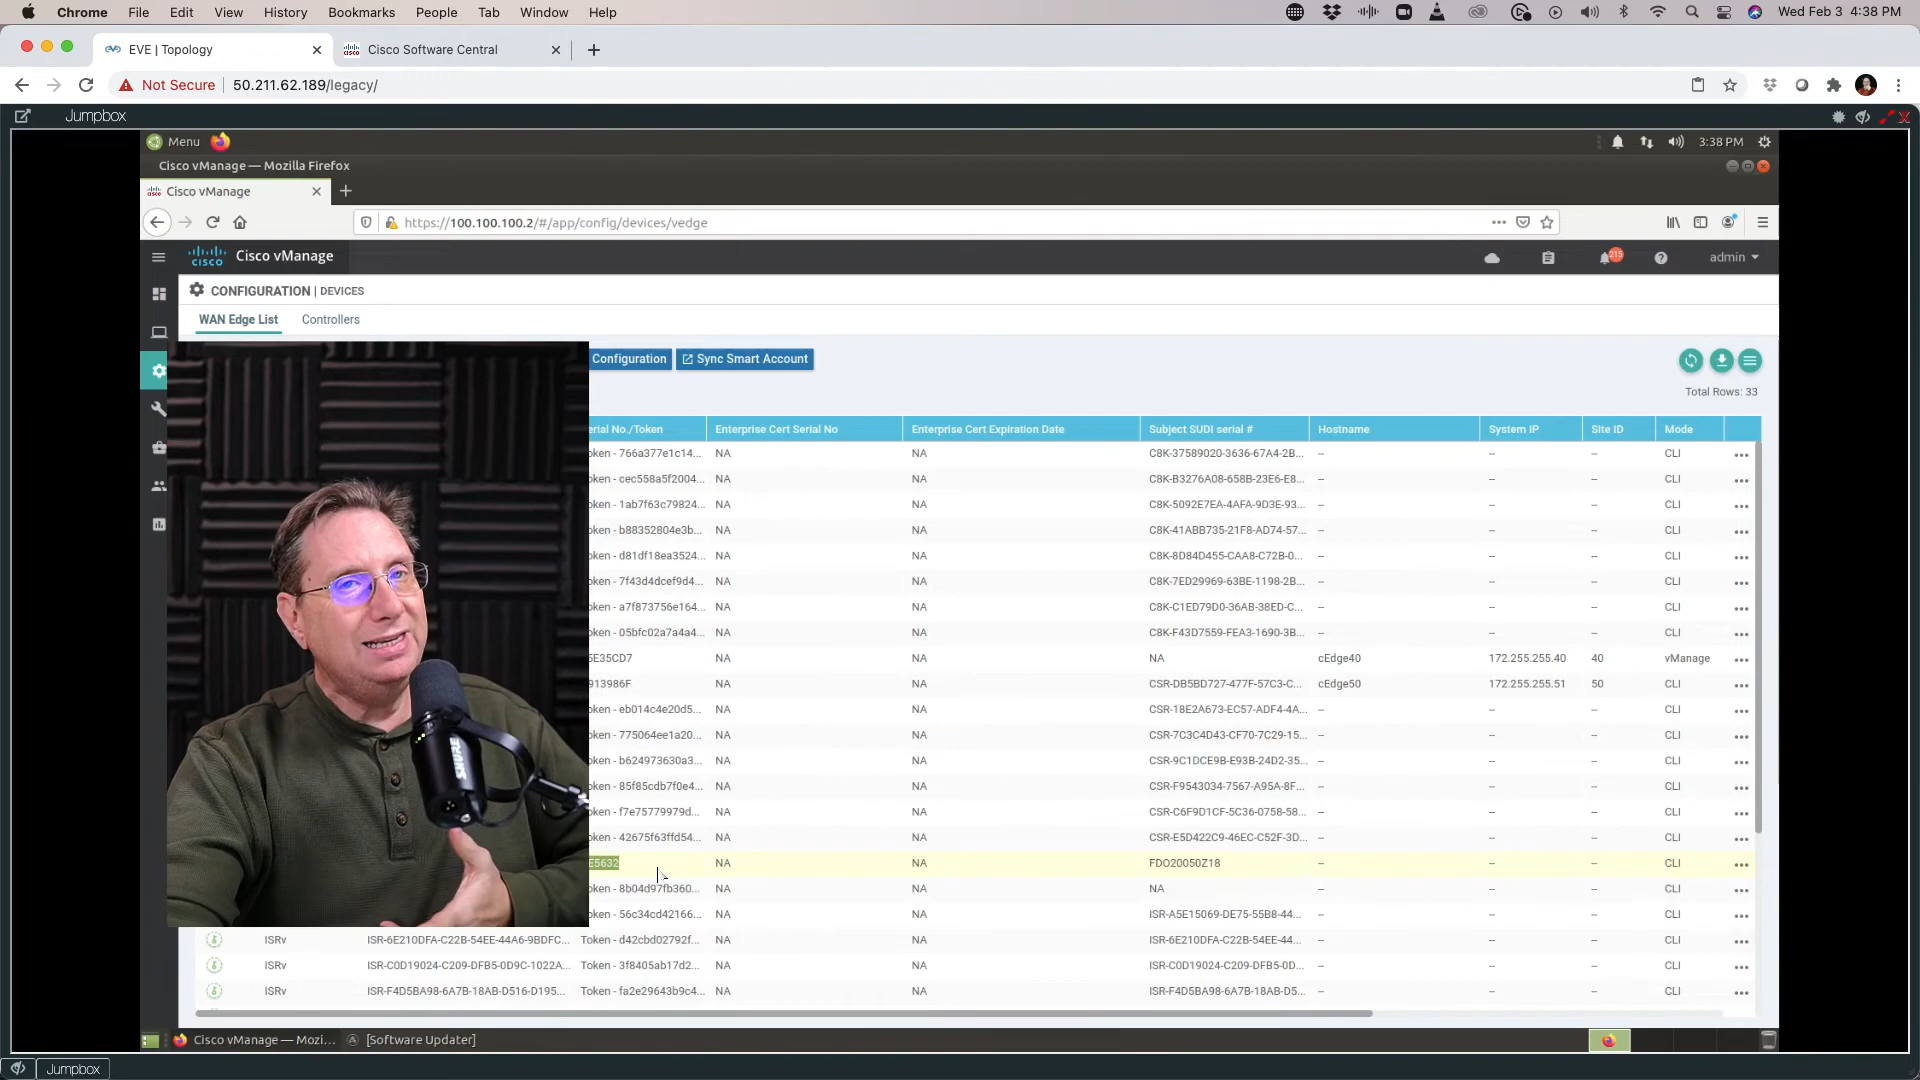 Chrome File Edit View History Bookmarks People Tab Window Help Wed Feb 3 4:38 PM
EVE | Topology Cisco Software Central
Not Secure 50.211.62.189/legacy/
Jumpbox
Menu 3:38 PM
Cisco vManage — Mozilla Firefox
Cisco vManage
https://100.100.100.2/#/app/config/devices/vedge
CISCO Cisco vManage 215 admin
CONFIGURATION | DEVICES
WAN Edge List Controllers
Configuration Sync Smart Account
Total Rows: 33
erial No./Token Enterprise Cert Serial No Enterprise Cert Expiration Date Subject SUDI serial # Hostname System IP Site ID Mode
oken - 766a377e1c14... NA NA C8K-37589020-3636-67A4-2B... -- -- -- CLI
oken - cec558a5f2004... NA NA C8K-B3276A08-658B-23E6-E8... -- -- -- CLI
oken - 1ab7f63c79824... NA NA C8K-5092E7EA-4AFA-9D3E-93... -- -- -- CLI
oken - b88352804e3b... NA NA C8K-41ABB735-21F8-AD74-57... -- -- -- CLI
oken - d81df18ea3524... NA NA C8K-8D84D455-CAA8-C72B-0... -- -- -- CLI
oken - 7f43d4dcef9d4... NA NA C8K-7ED29969-63BE-1198-2B... -- -- -- CLI
oken - a7f873756e164... NA NA C8K-C1ED79D0-36AB-38ED-C... -- -- -- CLI
oken - 05bfc02a7a4a4... NA NA C8K-F43D7559-FEA3-1690-3B... -- -- -- CLI
5E35CD7 NA NA NA cEdge40 172.255.255.40 40 vManage
913986F NA NA CSR-DB5BD727-477F-57C3-C... cEdge50 172.255.255.51 50 CLI
oken - eb014c4e20d5... NA NA CSR-18E2A673-EC57-ADF4-4A... -- -- -- CLI
oken - 775064ee1a20... NA NA CSR-7C3C4D43-CF70-7C29-15... -- -- -- CLI
oken - b624973630a3... NA NA CSR-9C1DCE9B-E93B-24D2-35... -- -- -- CLI
oken - 85f85cdb7f0e4... NA NA CSR-F9543034-7567-A95A-8F... -- -- -- CLI
oken - f7e75779979d... NA NA CSR-C6F9D1CF-5C36-0758-58... -- -- -- CLI
oken - 42675f63ffd54... NA NA CSR-E5D422C9-46EC-C52F-3D... -- -- -- CLI
E5632 NA NA FDO20050Z18 -- -- -- CLI
oken - 8b04d97fb360... NA NA NA -- -- -- CLI
oken - 56c34cd42166... NA NA ISR-A5E15069-DE75-55B8-44... -- -- -- CLI
ISRv ISR-6E210DFA-C22B-54EE-44A6-9BDFC... Token - d42cbd02792f... NA NA ISR-6E210DFA-C22B-54EE-44... -- -- -- CLI
ISRv ISR-C0D19024-C209-DFB5-0D9C-1022A... Token - 3f8405ab17d2... NA NA ISR-C0D19024-C209-DFB5-0D... -- -- -- CLI
ISRv ISR-F4D5BA98-6A7B-18AB-D516-D195... Token - fa2e29643b9c4... NA NA ISR-F4D5BA98-6A7B-18AB-D5... -- -- -- CLI
SHURE
Cisco vManage — Mozi... [Software Updater]
Jumpbox